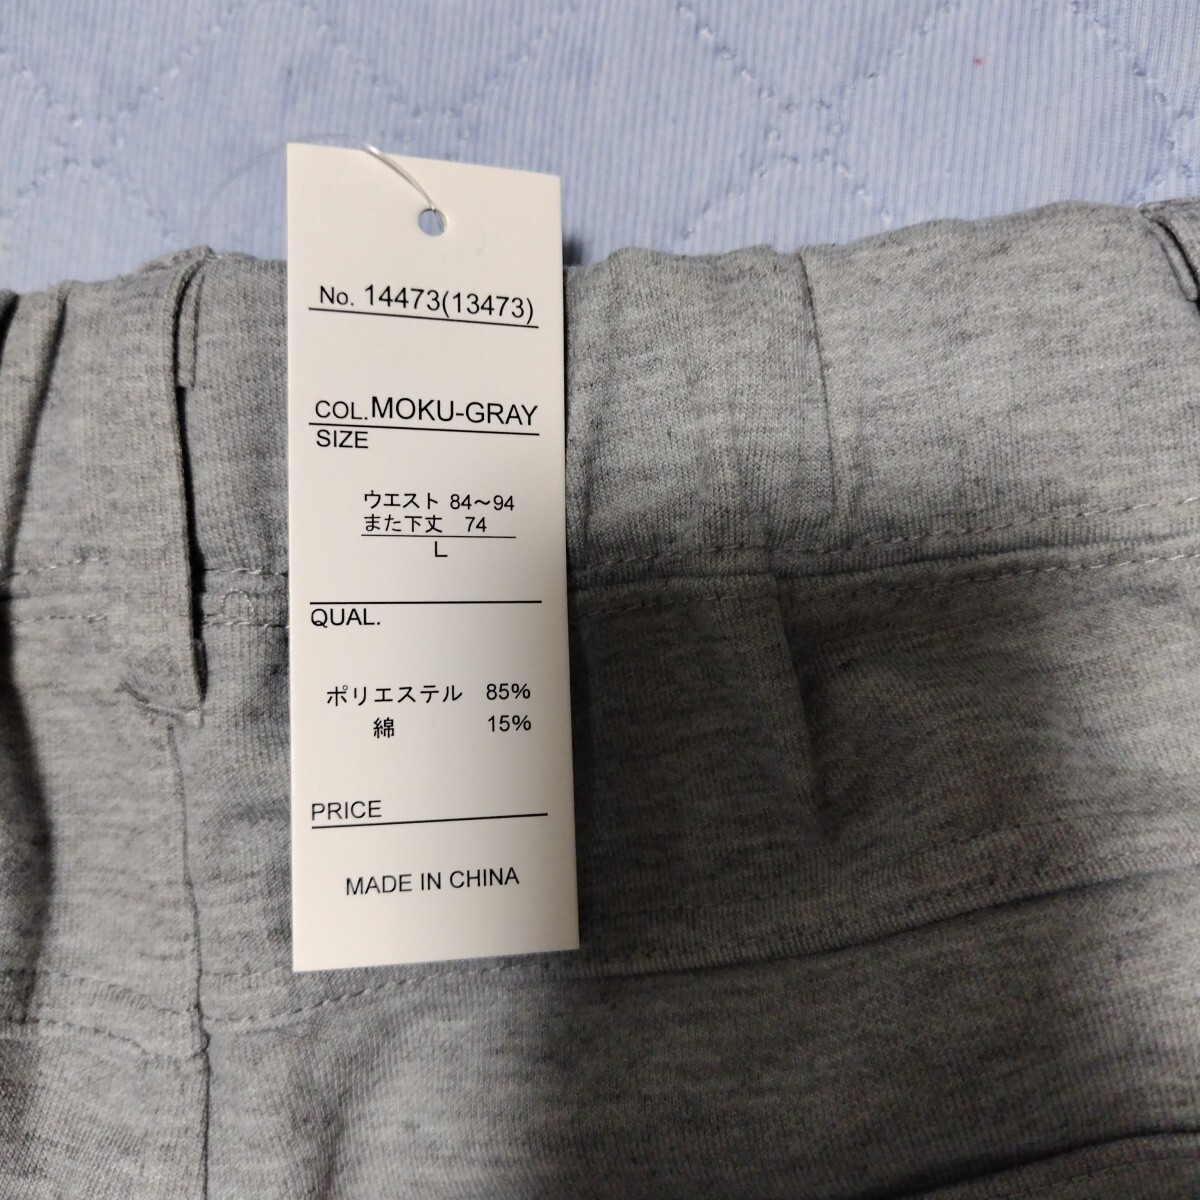 No. 14473(13473)
COL. MOKU-GRAY
SIZE
ウエスト 84〜94
また下丈 74
L
QUAL.
ポリエステル 85%
綿 15%
PRICE
MADE IN CHINA